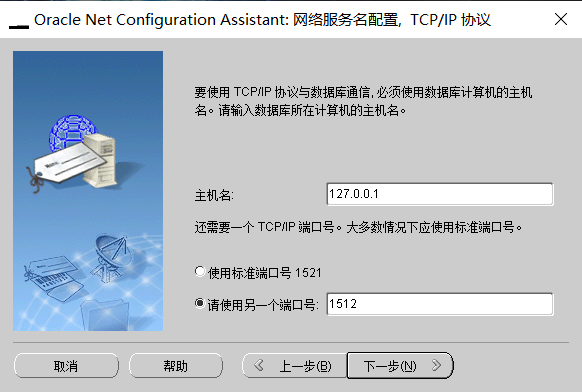 Oracle Net Configuration Assistant: 网络服务名配置, TCP/IP 协议
要使用 TCP/IP 协议与数据库通信, 必须使用数据库计算机的主机
名。请输入数据库所在计算机的主机名。
主机名: 127.0.0.1
还需要一个 TCP/IP 端口号。大多数情况下应使用标准端口号。
使用标准端口号 1521
请使用另一个端口号: 1512
取消 帮助 上一步(B) 下一步(N)